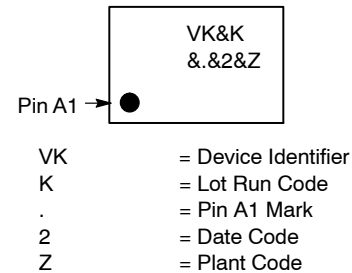 VK&K
&.&2&Z
Pin A1
VK = Device Identifier
K = Lot Run Code
. = Pin A1 Mark
2 = Date Code
Z = Plant Code